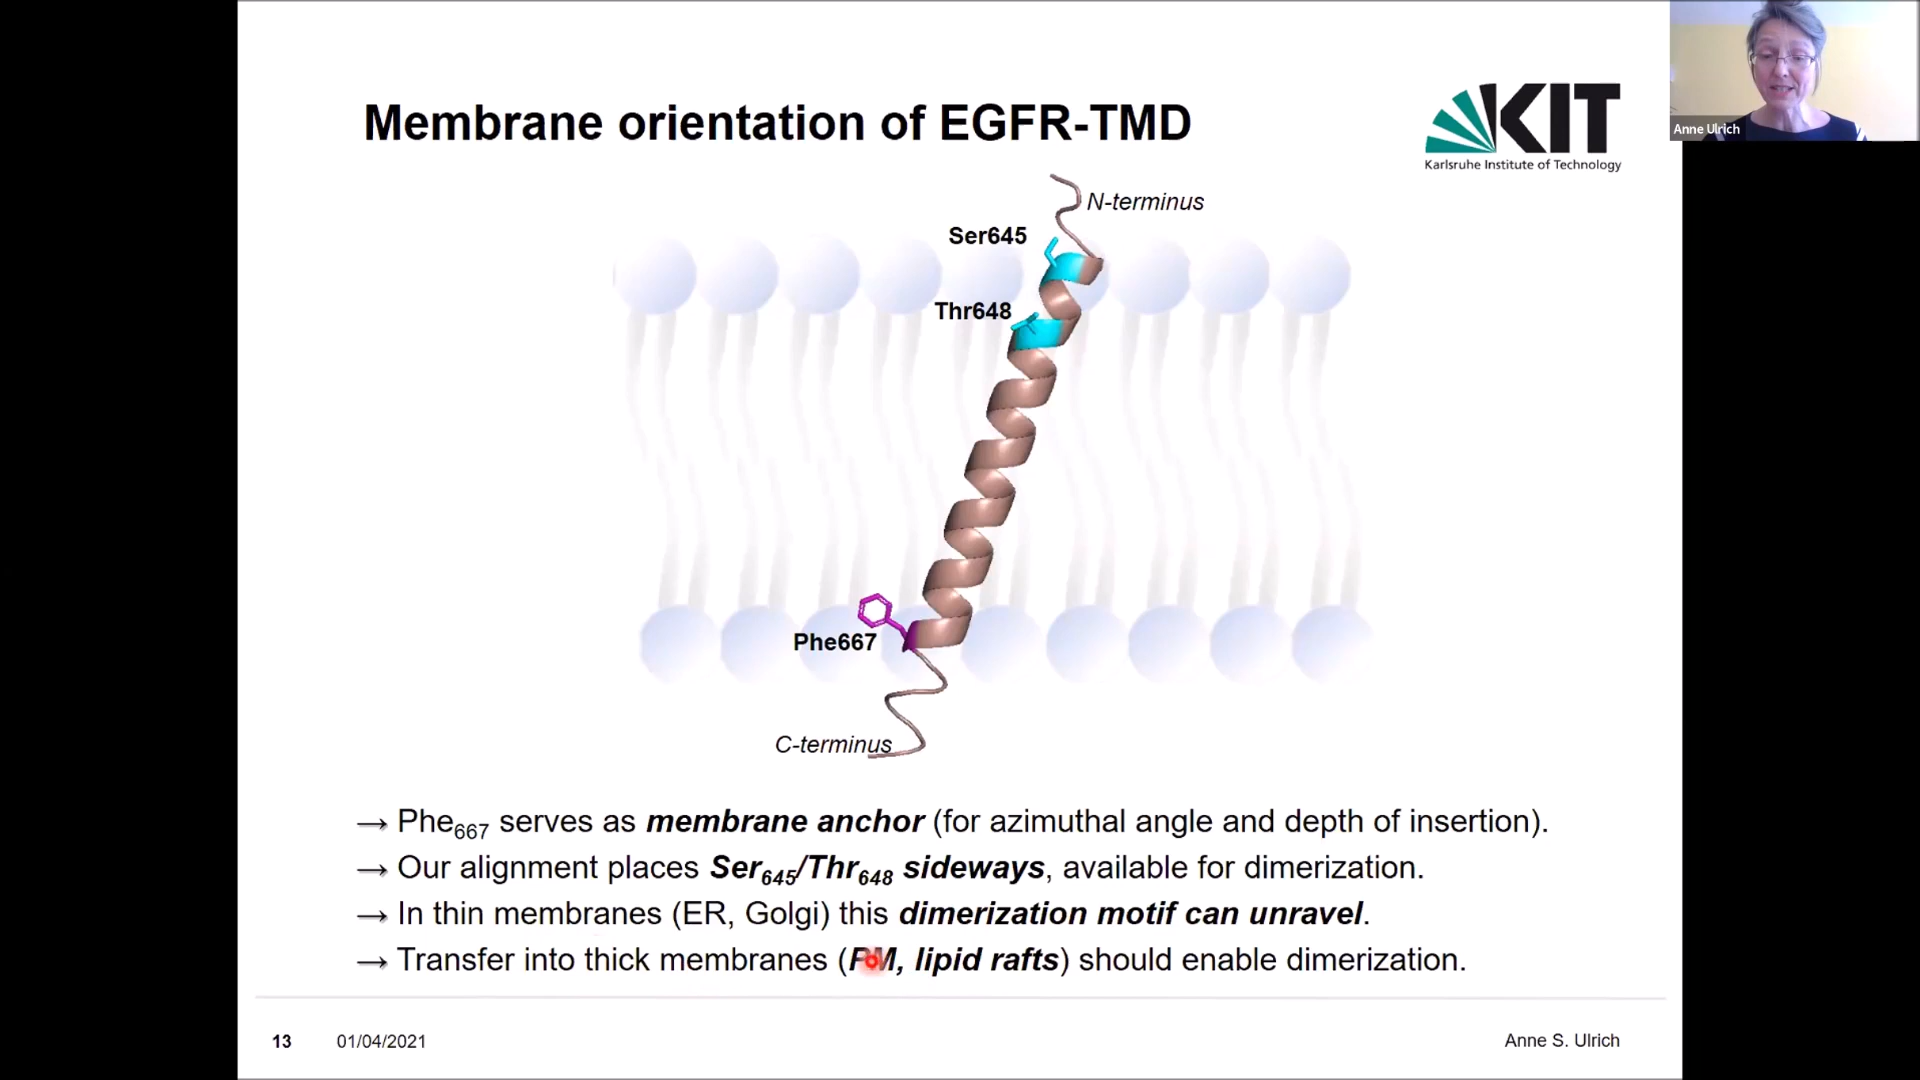 Membrane orientation of EGFR-TMD
KIT
Karlsruhe Institute of Technology
Anne Ulrich
N-terminus
Ser645
Thr648
Phe667
C-terminus
→ Phe667 serves as membrane anchor (for azimuthal angle and depth of insertion).
→ Our alignment places Ser645/Thr648 sideways, available for dimerization.
→ In thin membranes (ER, Golgi) this dimerization motif can unravel.
→ Transfer into thick membranes (PM, lipid rafts) should enable dimerization.
13 01/04/2021 Anne S. Ulrich